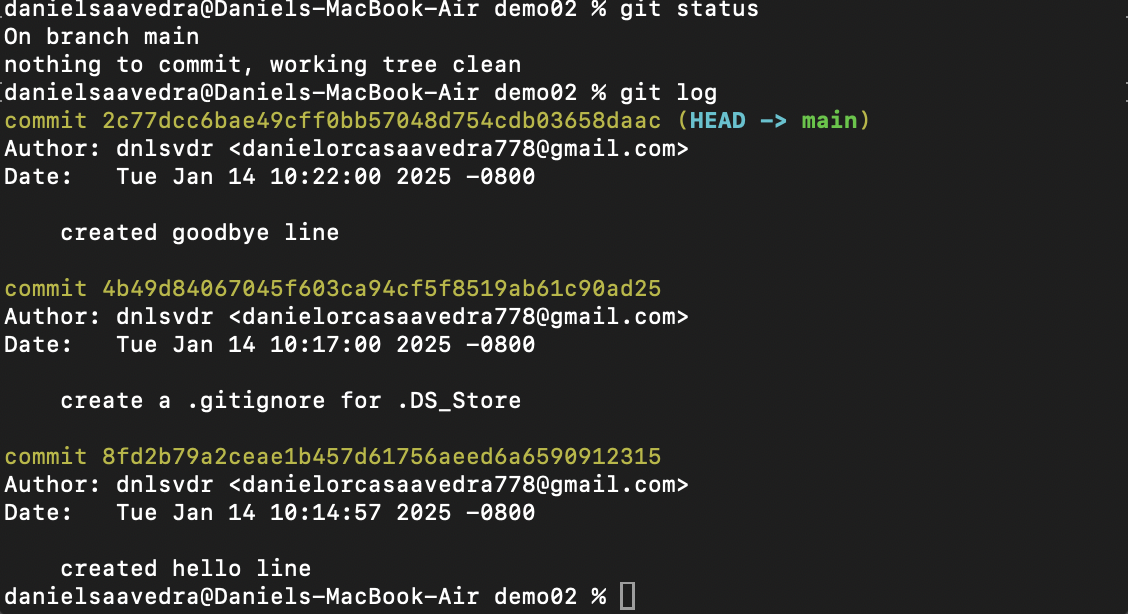 danielsaavedra@Daniels-MacBook-Air demo02 % git status
On branch main
nothing to commit, working tree clean
[danielsaavedra@Daniels-MacBook-Air demo02 % git log
commit 2c77dcc6bae49cff0bb57048d754cdb03658daac (HEAD -> main)
Author: dnlsvdr <danielorcasaavedra778@gmail.com>
Date:   Tue Jan 14 10:22:00 2025 -0800

    created goodbye line

commit 4b49d84067045f603ca94cf5f8519ab61c90ad25
Author: dnlsvdr <danielorcasaavedra778@gmail.com>
Date:   Tue Jan 14 10:17:00 2025 -0800

    create a .gitignore for .DS_Store

commit 8fd2b79a2ceae1b457d61756aeed6a6590912315
Author: dnlsvdr <danielorcasaavedra778@gmail.com>
Date:   Tue Jan 14 10:14:57 2025 -0800

    created hello line
danielsaavedra@Daniels-MacBook-Air demo02 %